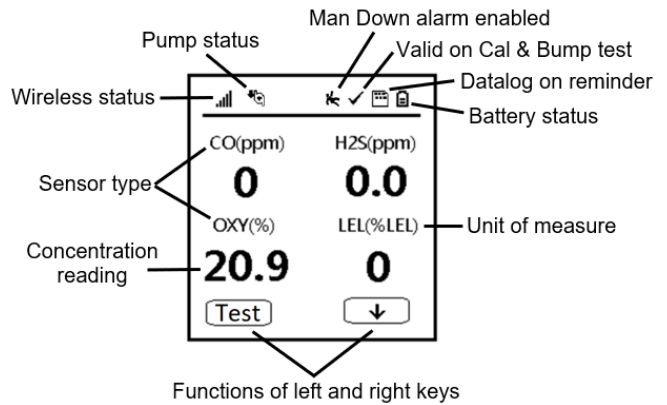 Man Down alarm enabled
Pump status
Valid on Cal & Bump test
Datalog on reminder
Wireless status
Battery status
CO(ppm) H2S(ppm)
0 0.0
Sensor type
OXY(%) LEL(%LEL)
Unit of measure
Concentration
reading
20.9 0
Test
Functions of left and right keys